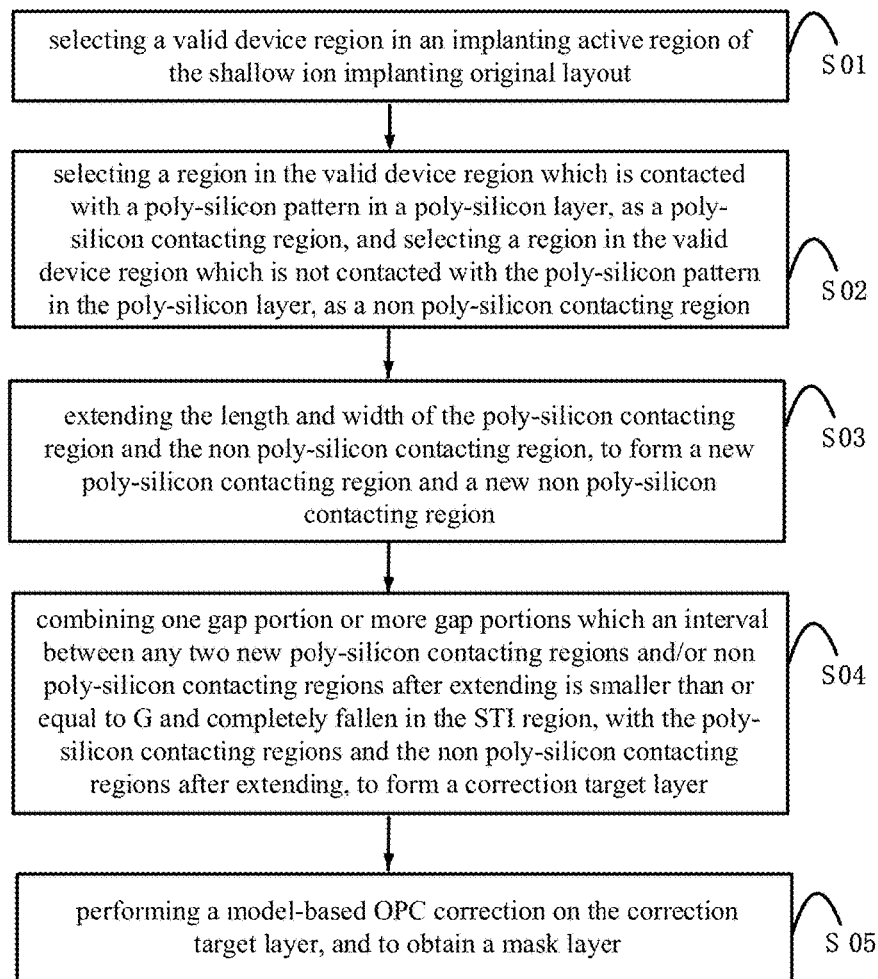 selecting a valid device region in an implanting active region of
the shallow ion implanting original layout
S01
selecting a region in the valid device region which is contacted
with a poly-silicon pattern in a poly-silicon layer, as a poly-
silicon contacting region, and selecting a region in the valid
device region which is not contacted with the poly-silicon pattern
in the poly-silicon layer, as a non poly-silicon contacting region
S02
extending the length and width of the poly-silicon contacting
region and the non poly-silicon contacting region, to form a new
poly-silicon contacting region and a new non poly-silicon
contacting region
S03
combining one gap portion or more gap portions which an interval
between any two new poly-silicon contacting regions and/or non
poly-silicon contacting regions after extending is smaller than or
equal to G and completely fallen in the STI region, with the poly-
silicon contacting regions and the non poly-silicon contacting
regions after extending, to form a correction target layer
S04
performing a model-based OPC correction on the correction
target layer, and to obtain a mask layer
S05